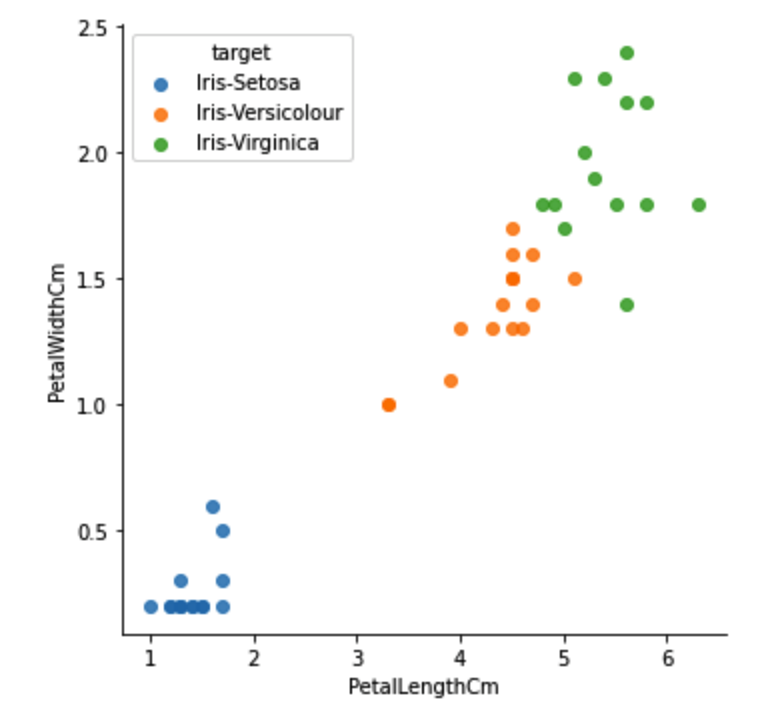 2.5
target
Iris-Setosa
Iris-Versicolour
Iris-Virginica
2.0
1.5
1.0
0.5
PetalWidthCm
1 2 3 4 5 6
PetalLengthCm